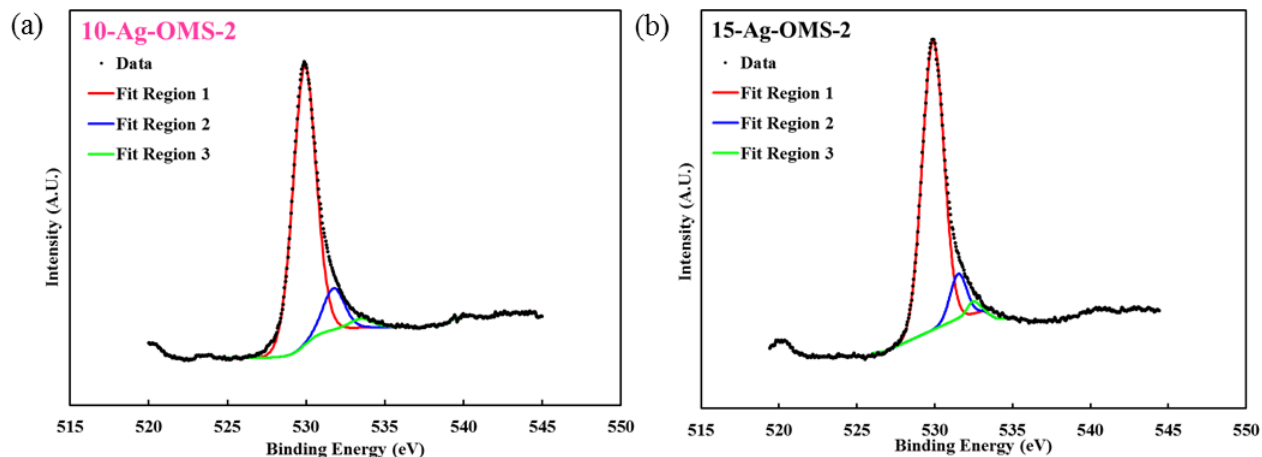 (a)
10-Ag-OMS-2
Data
Fit Region 1
Fit Region 2
Fit Region 3
Intensity (A.U.)
515 520 525 530 535 540 545 550
Binding Energy (eV)
(b)
15-Ag-OMS-2
Data
Fit Region 1
Fit Region 2
Fit Region 3
Intensity (A.U.)
515 520 525 530 535 540 545 550
Binding Energy (eV)